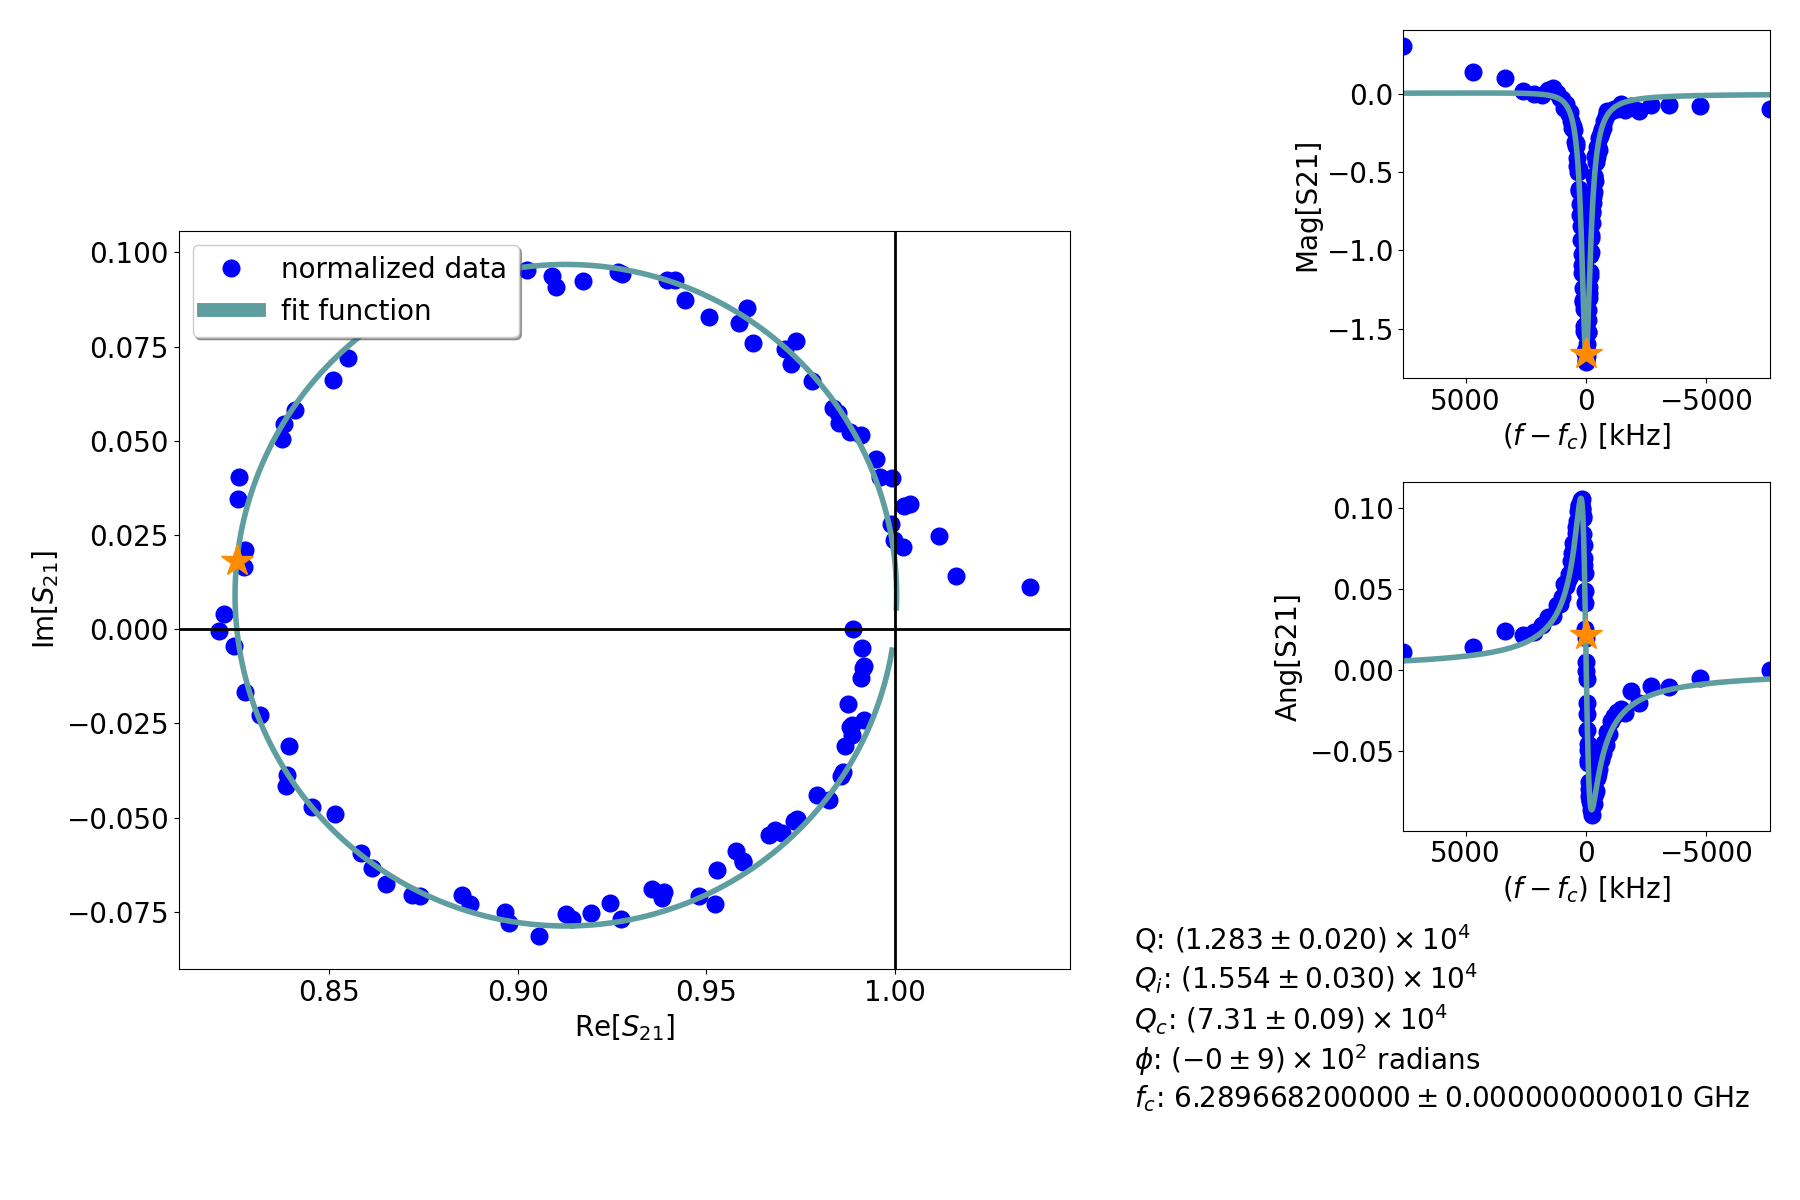 normalized data
fit function
0.100
0.075
0.050
0.025
0.000
−0.025
−0.050
−0.075
0.85
0.90
0.95
1.00
Im[S21]
Re[S21]
0.0
−0.5
−1.0
−1.5
Mag[S21]
5000
0
−5000
(f − fc) [kHz]
0.10
0.05
0.00
−0.05
Ang[S21]
5000
0
−5000
(f − fc) [kHz]
Q: (1.283 ± 0.020) × 10^4
Qi: (1.554 ± 0.030) × 10^4
Qc: (7.31 ± 0.09) × 10^4
ϕ: (−0 ± 9) × 10^2 radians
fc: 6.289668200000 ± 0.000000000010 GHz